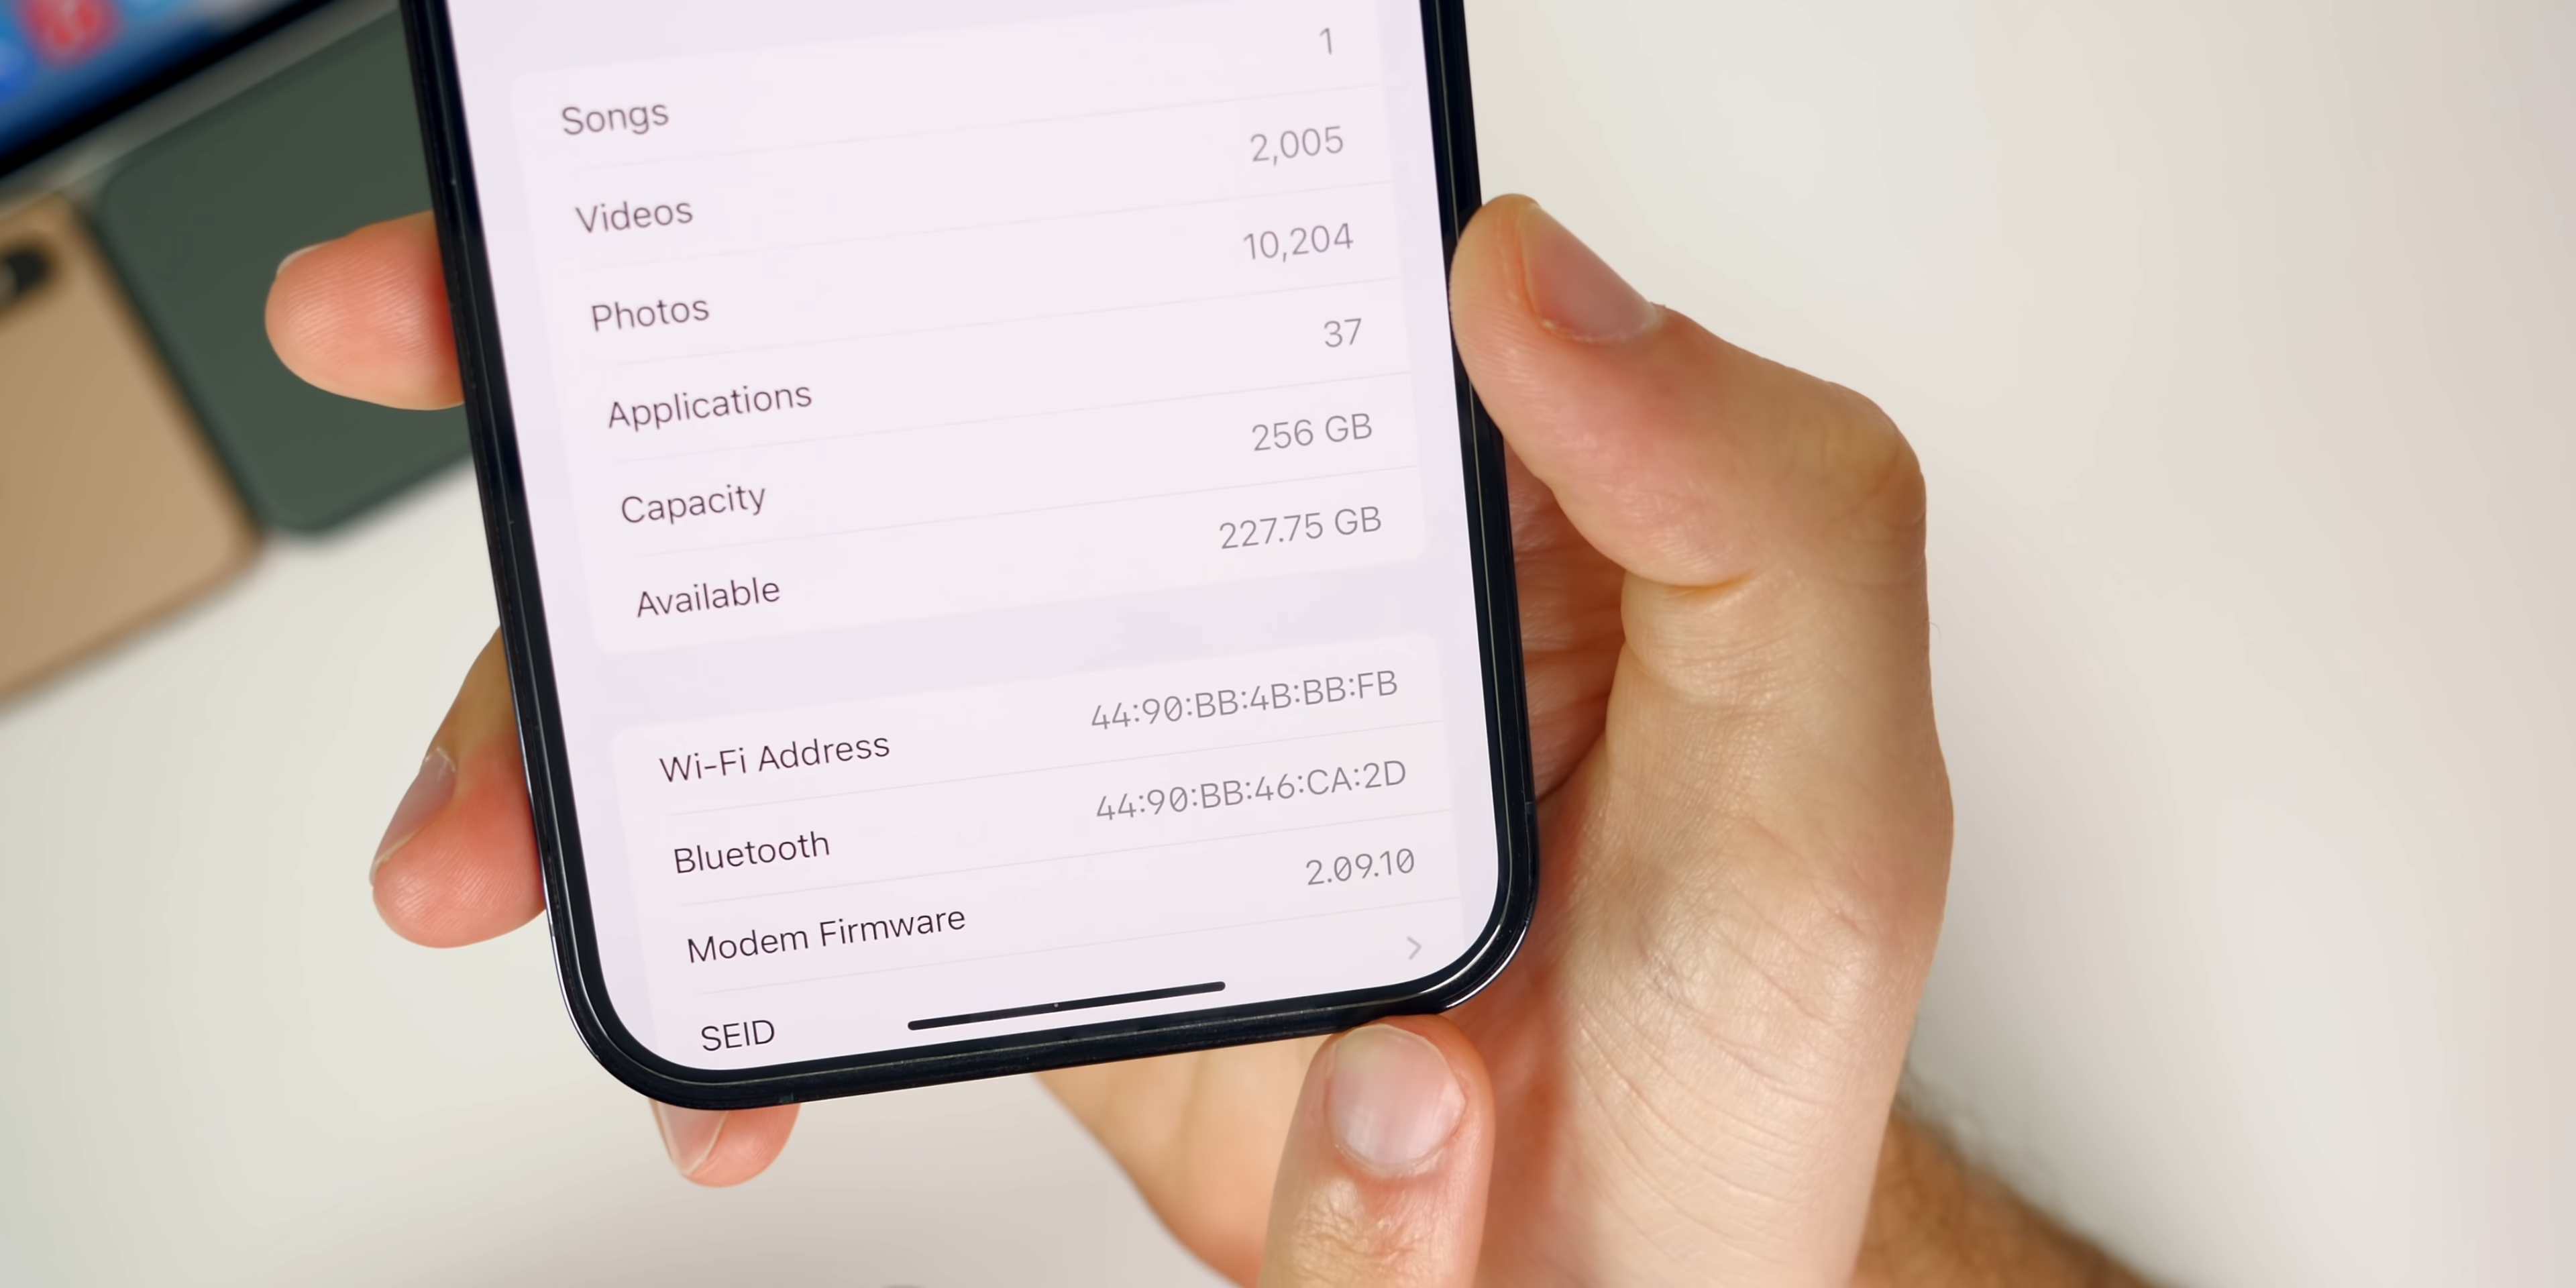 Songs 1
Videos 2,005
Photos 10,204
Applications 37
Capacity 256 GB
Available 227.75 GB
Wi-Fi Address 44:90:BB:4B:BB:FB
Bluetooth 44:90:BB:46:CA:2D
Modem Firmware 2.09.10
SEID